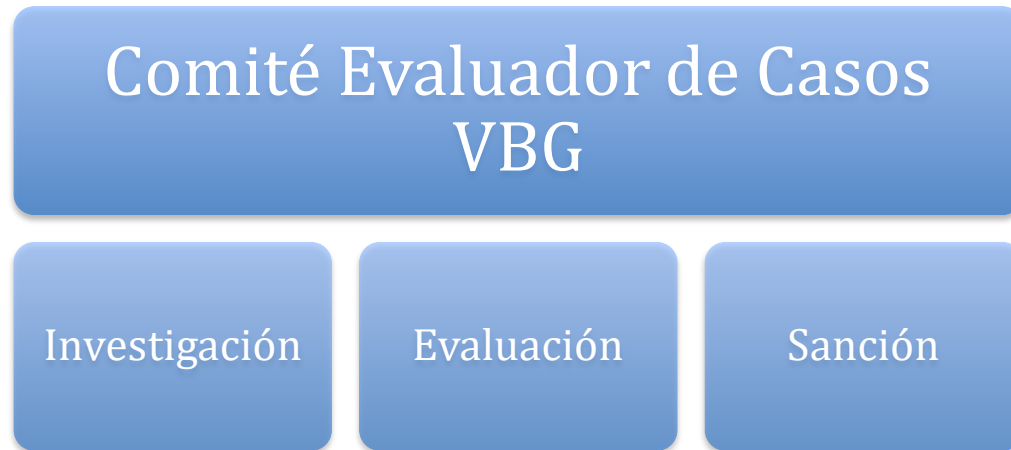 Comité Evaluador de Casos
VBG
Investigación
Evaluación
Sanción